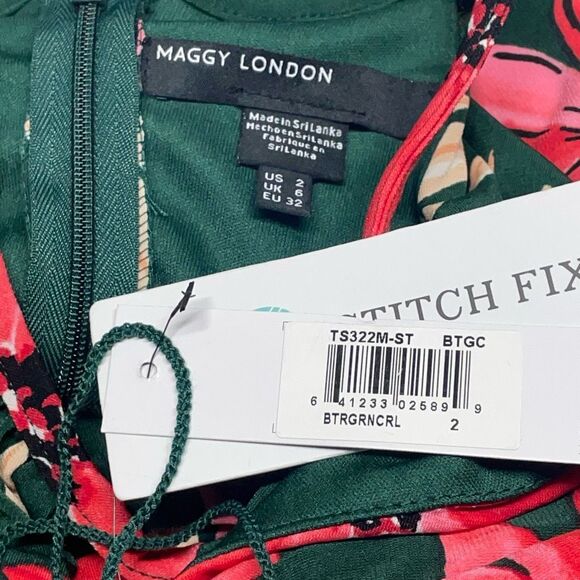 MAGGY LONDON
Made in Sri Lanka
Hecho en Sri Lanka
Fabrique en
Sri Lanka
US 2
UK 6
EU 32
STITCH FIX
TS322M-ST BTGC
6 41233 02589 9
BTRGRNCRL 2